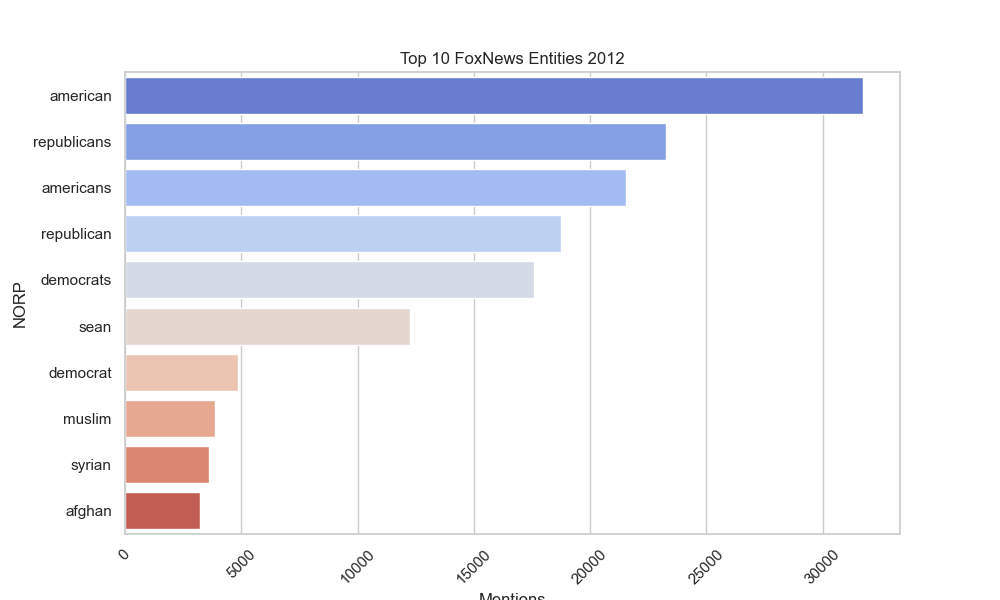 Top 10 FoxNews Entities 2012
american
republicans
americans
republican
democrats
sean
democrat
muslim
syrian
afghan
NORP
0
5000
10000
15000
20000
25000
30000
Mentions